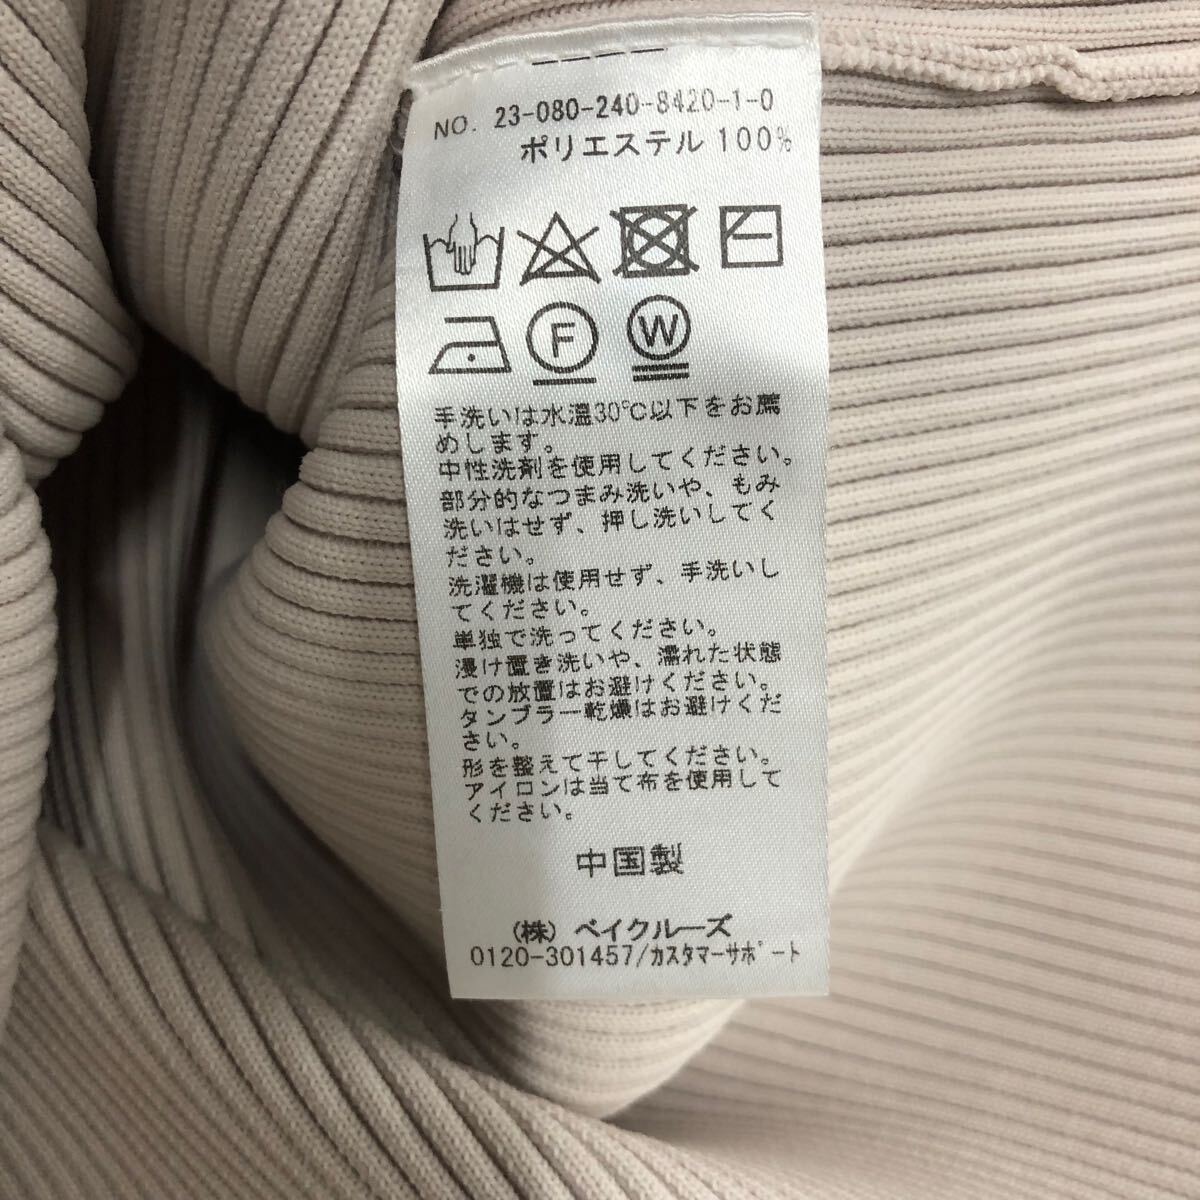 NO. 23-080-240-8420-1-0
ポリエステル 100%
F W
手洗いは水温30℃以下をお薦
めします。
中性洗剤を使用してください。
部分的なつまみ洗いや、もみ
洗いはせず、押し洗いしてく
ださい。
洗濯機は使用せず、手洗いし
てください。
単独で洗ってください。
浸け置き洗いや、濡れた状態
での放置はお避けください。
タンブラー乾燥はお避けくだ
さい。
形を整えて干してください。
アイロンは当て布を使用して
ください。
中国製
(株) ベイクルーズ
0120-301457/カスタマーサポート